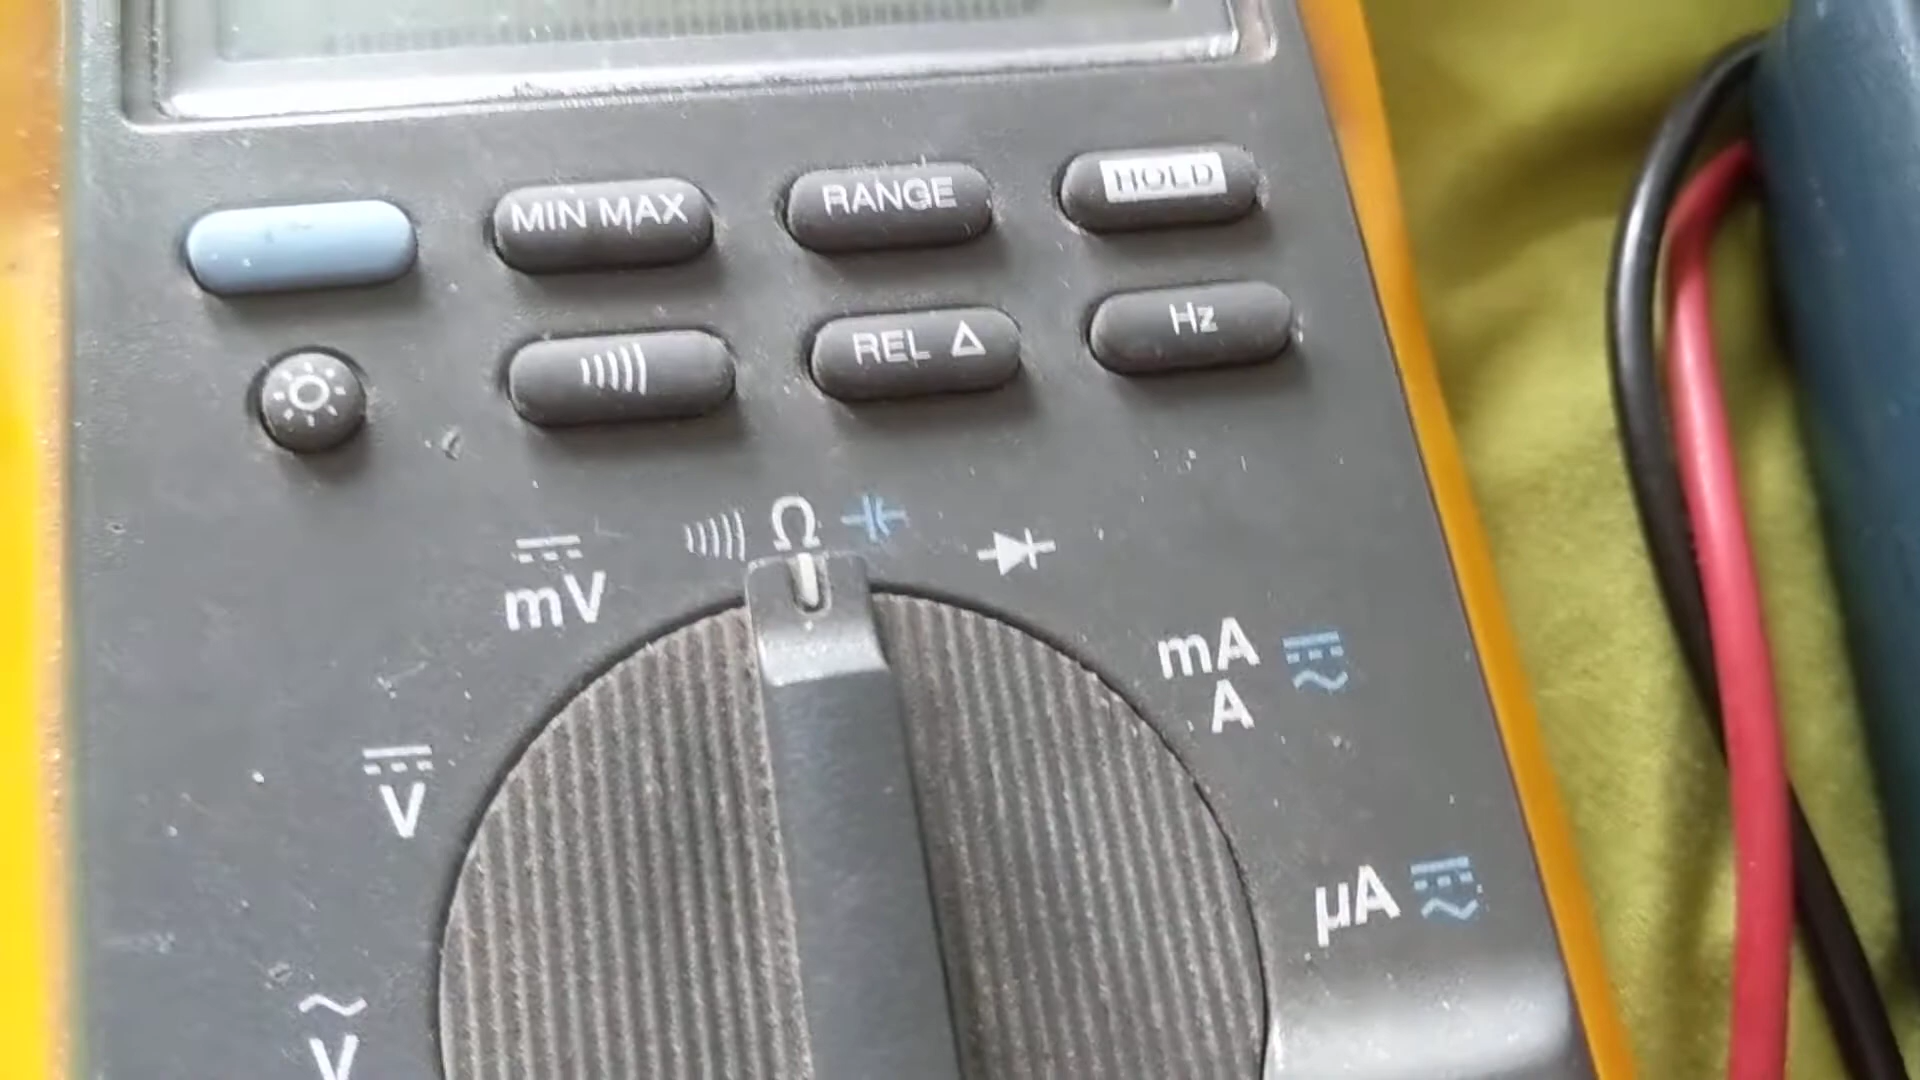 MIN MAX
RANGE
HOLD
REL Δ
Hz
Ω
mV
mA
A
V
µA
V